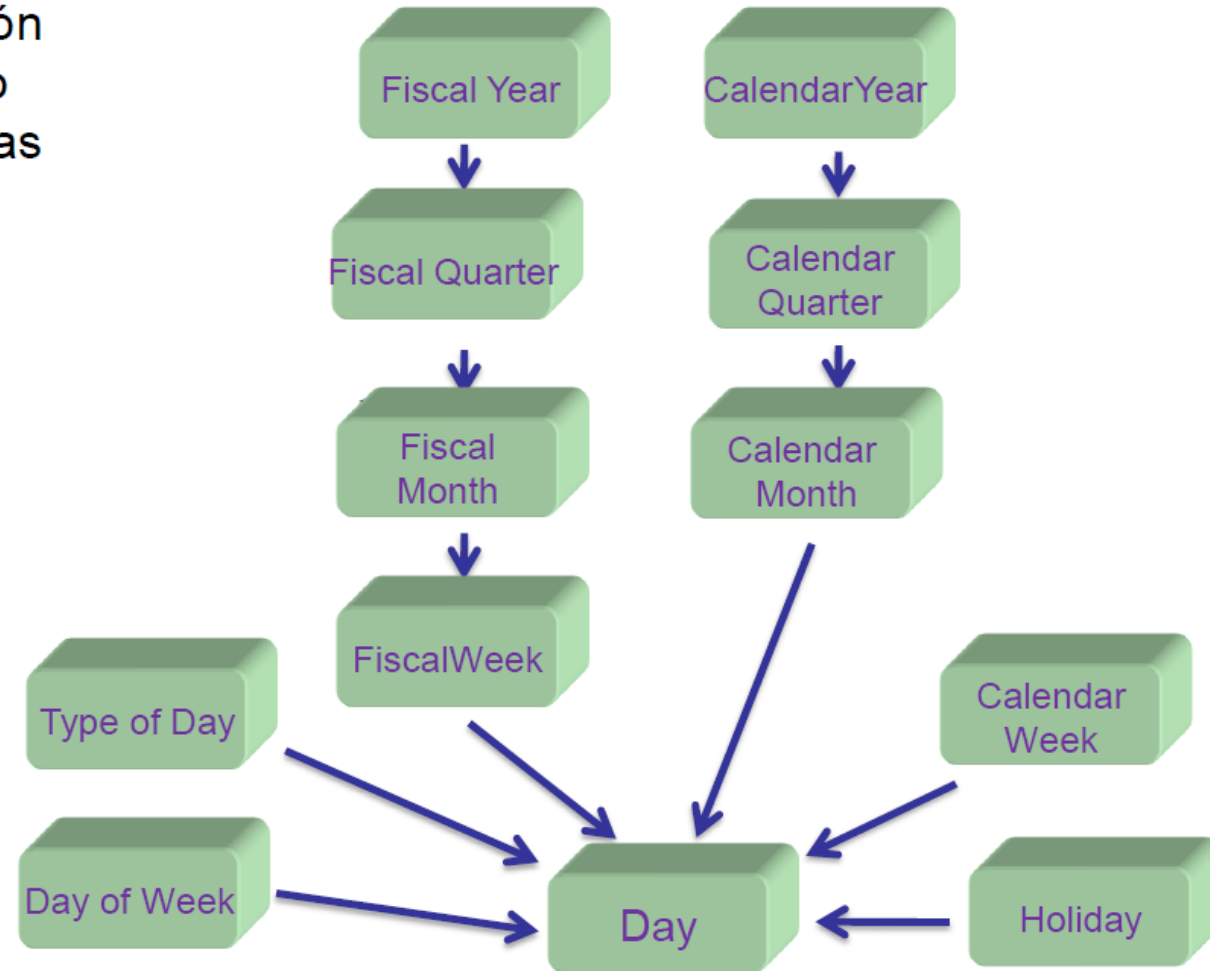 ón
o
as
Fiscal Year
CalendarYear
Fiscal Quarter
Calendar
Quarter
Fiscal
Month
Calendar
Month
FiscalWeek
Type of Day
Calendar
Week
Day of Week
Day
Holiday